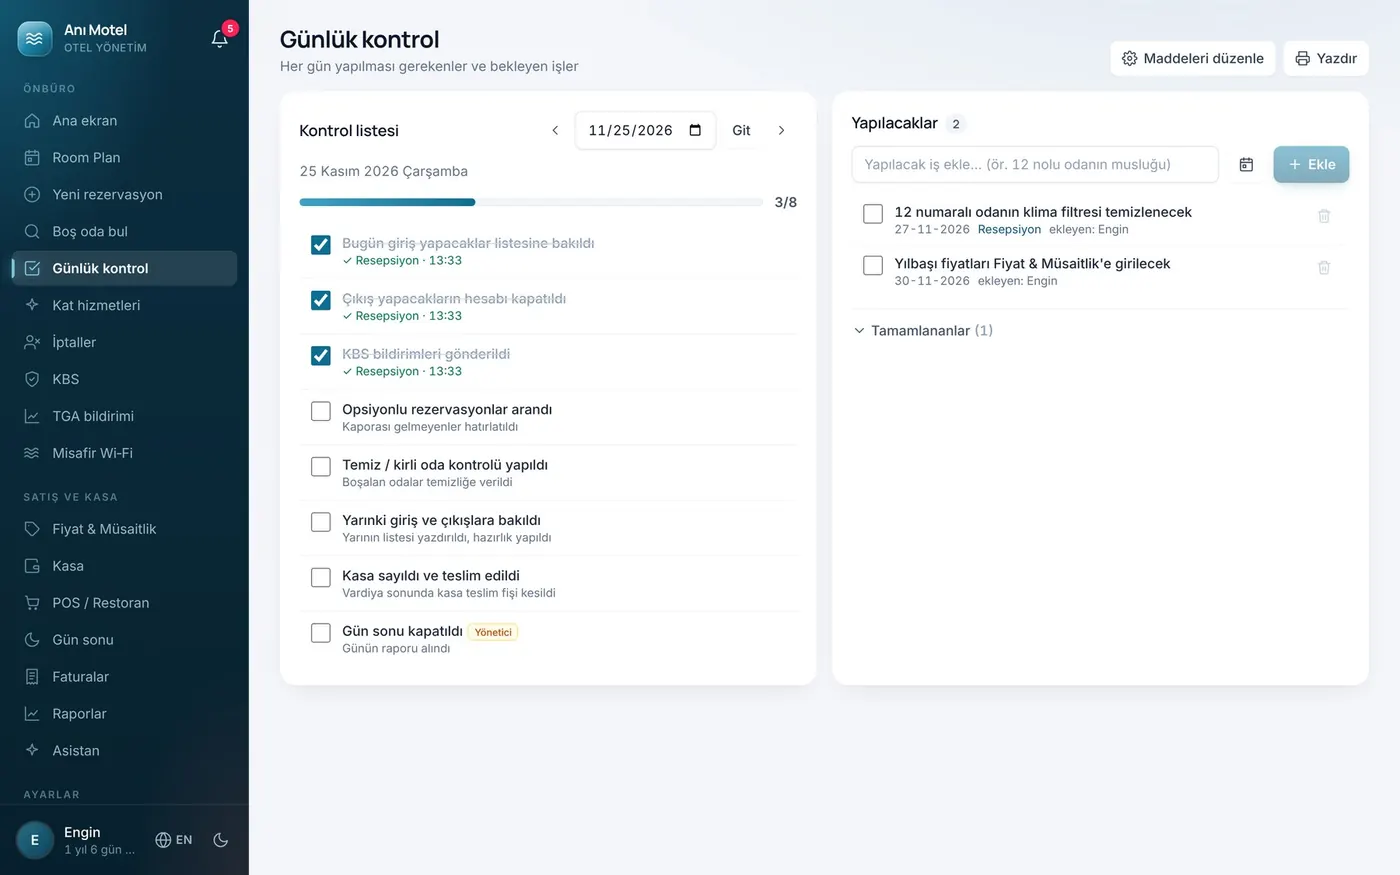 Anı Motel
OTEL YÖNETİM
5
ÖNBÜRO
Ana ekran
Room Plan
Yeni rezervasyon
Boş oda bul
Günlük kontrol
Kat hizmetleri
İptaller
KBS
TGA bildirimi
Misafir Wi-Fi
SATIŞ VE KASA
Fiyat & Müsaitlik
Kasa
POS / Restoran
Gün sonu
Faturalar
Raporlar
Asistan
AYARLAR
E
Engin
1 yıl 6 gün ...
EN
Günlük kontrol
Her gün yapılması gerekenler ve bekleyen işler
Maddeleri düzenle
Yazdır
Kontrol listesi
11/25/2026
Git
25 Kasım 2026 Çarşamba
3/8
Bugün giriş yapacaklar listesine bakıldı
✓ Resepsiyon · 13:33
Çıkış yapacakların hesabı kapatıldı
✓ Resepsiyon · 13:33
KBS bildirimleri gönderildi
✓ Resepsiyon · 13:33
Opsiyonlu rezervasyonlar arandı
Kaporası gelmeyenler hatırlatıldı
Temiz / kirli oda kontrolü yapıldı
Boşalan odalar temizliğe verildi
Yarınki giriş ve çıkışlara bakıldı
Yarının listesi yazdırıldı, hazırlık yapıldı
Kasa sayıldı ve teslim edildi
Vardiya sonunda kasa teslim fişi kesildi
Gün sonu kapatıldı Yönetici
Günün raporu alındı
Yapılacaklar 2
Yapılacak iş ekle... (ör. 12 nolu odanın musluğu)
+ Ekle
12 numaralı odanın klima filtresi temizlenecek
27-11-2026 Resepsiyon ekleyen: Engin
Yılbaşı fiyatları Fiyat & Müsaitlik'e girilecek
30-11-2026 ekleyen: Engin
Tamamlananlar (1)